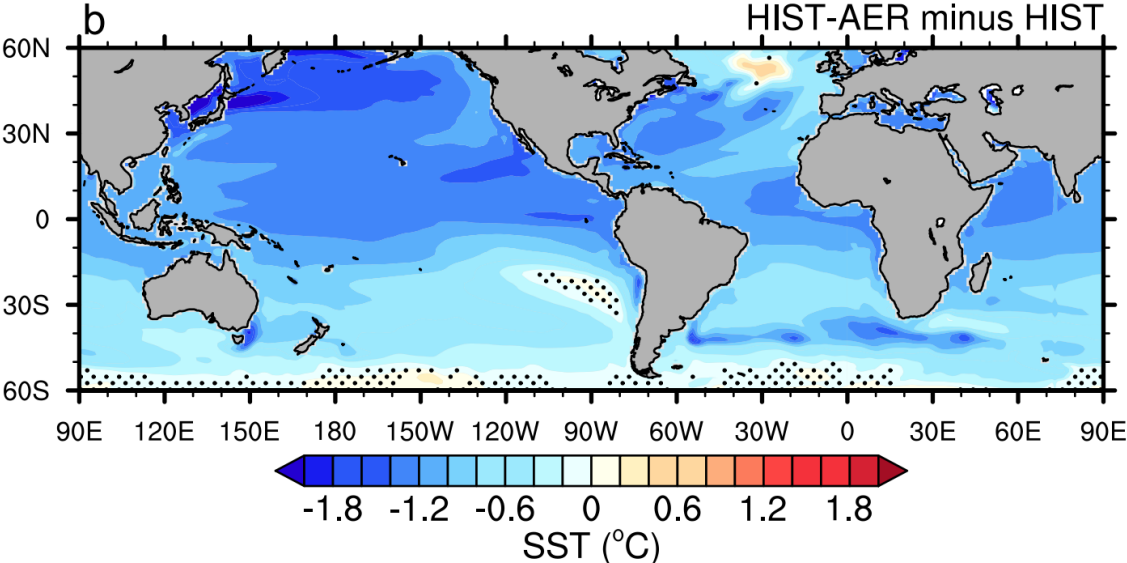 b HIST-AER minus HIST
60N
30N
0
30S
60S
90E 120E 150E 180 150W 120W 90W 60W 30W 0 30E 60E 90E
-1.8 -1.2 -0.6 0 0.6 1.2 1.8
SST (°C)